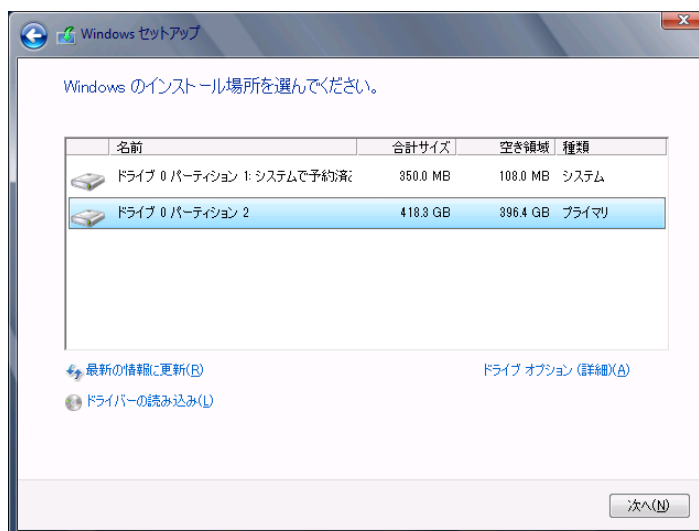 Windows セットアップ
Windows のインストール場所を選んでください。
名前 合計サイズ 空き領域 種類
ドライブ 0 パーティション 1: システムで予約済 350.0 MB 108.0 MB システム
ドライブ 0 パーティション 2 418.3 GB 396.4 GB プライマリ
最新の情報に更新(R) ドライブ オプション (詳細)(A)
ドライバーの読み込み(L)
次へ(N)